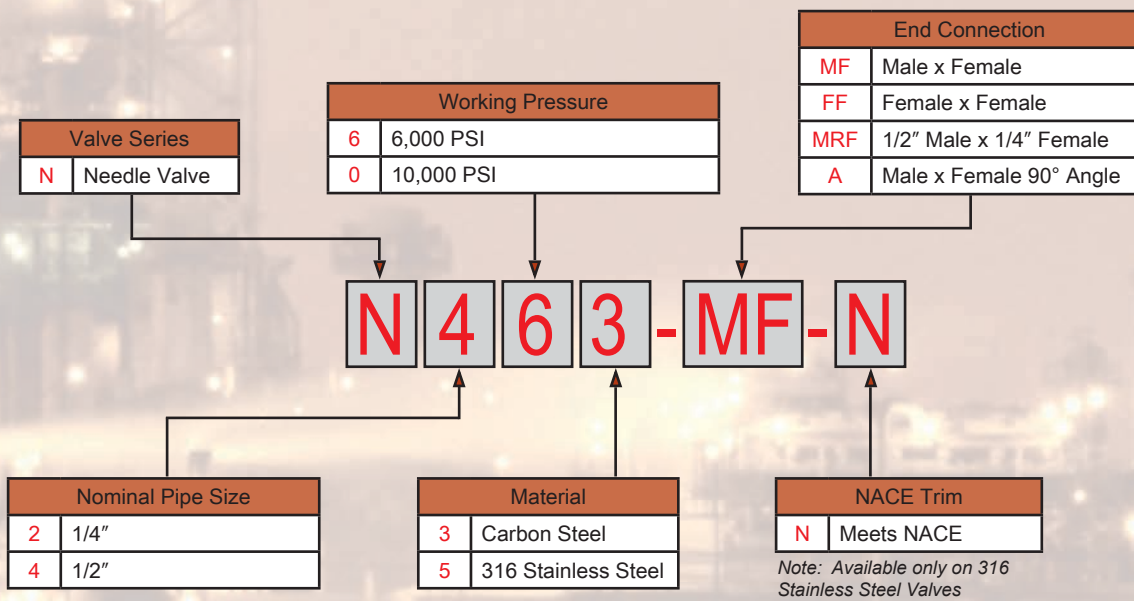 End Connection
MF Male x Female
FF Female x Female
MRF 1/2″ Male x 1/4″ Female
A Male x Female 90° Angle
Working Pressure
6 6,000 PSI
0 10,000 PSI
Valve Series
N Needle Valve
N 4 6 3 - MF - N
Nominal Pipe Size
2 1/4″
4 1/2″
Material
3 Carbon Steel
5 316 Stainless Steel
NACE Trim
N Meets NACE
Note: Available only on 316
Stainless Steel Valves